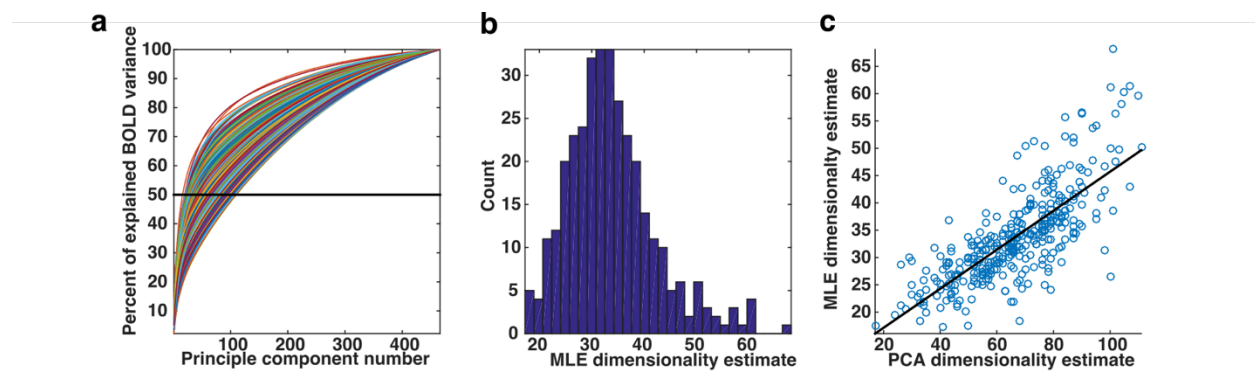 a
Percent of explained BOLD variance
100
90
80
70
60
50
40
30
20
10
100 200 300 400
Principle component number
b
Count
30
25
20
15
10
5
0
20 30 40 50 60
MLE dimensionality estimate
c
MLE dimensionality estimate
65
60
55
50
45
40
35
30
25
20
20 40 60 80 100
PCA dimensionality estimate